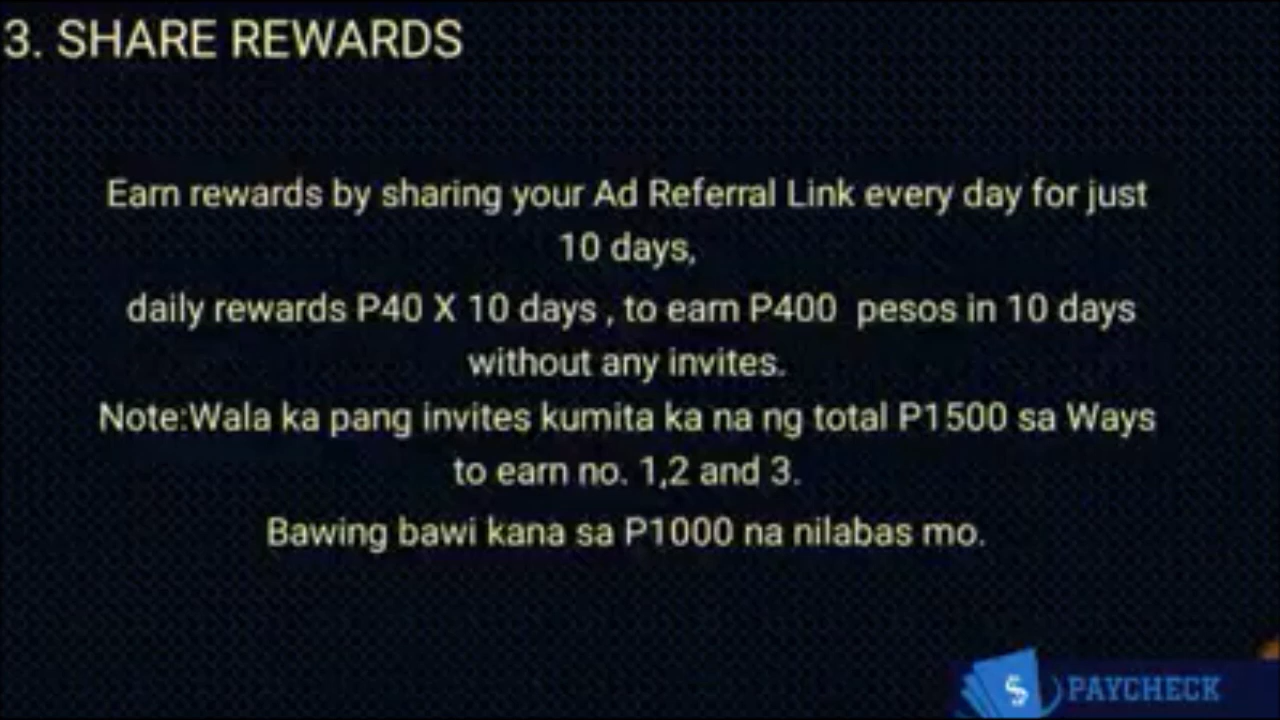 3. SHARE REWARDS
Earn rewards by sharing your Ad Referral Link every day for just
10 days,
daily rewards P40 X 10 days , to earn P400 pesos in 10 days
without any invites.
Note:Wala ka pang invites kumita ka na ng total P1500 sa Ways
to earn no. 1,2 and 3.
Bawing bawi kana sa P1000 na nilabas mo.
$ PAYCHECK